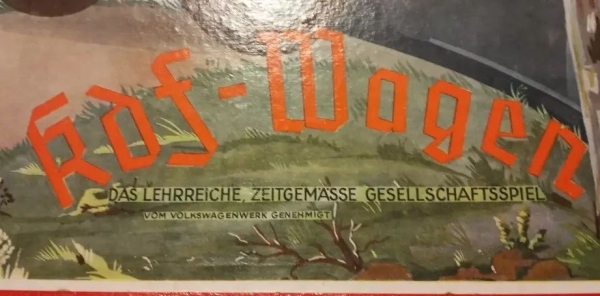 KdF-Wagen
DAS LEHRREICHE, ZEITGEMÄSSE GESELLSCHAFTSSPIEL
VOM VOLKSWAGENWERK GENEHMIGT